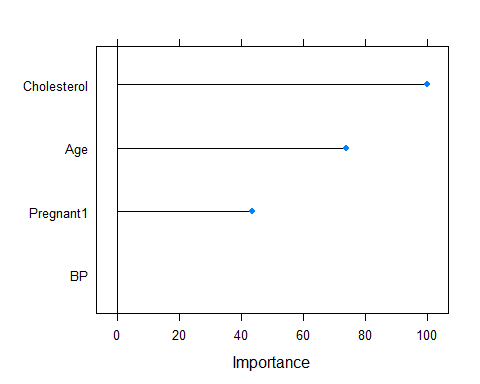 Cholesterol
Age
Pregnant1
BP
0 20 40 60 80 100
Importance